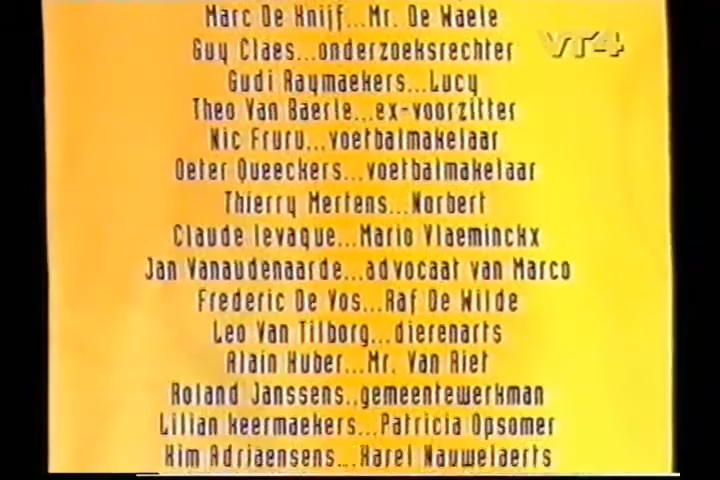 Marc De Knijf...Mr. De Waele
Guy Claes...onderzoeksrechter
VT4
Gudi Raymaekers...Lucy
Theo Van Baerle...ex-voorzitter
Nic Fruru...voetbalmakelaar
Peter Queeckers...voetbalmakelaar
Thierry Mertens...Norbert
Claude levaque...Mario Vlaeminckx
Jan Vanaudenaarde...advocaat van Marco
Frederic De Vos...Raf De Wilde
Leo Van Tilborg...dierenarts
Alain Huber...Mr. Van Riet
Roland Janssens..gemeentewerkman
Lilian keermaekers...Patricia Opsomer
Kim Adriaensens...Karel Nauwelaerts